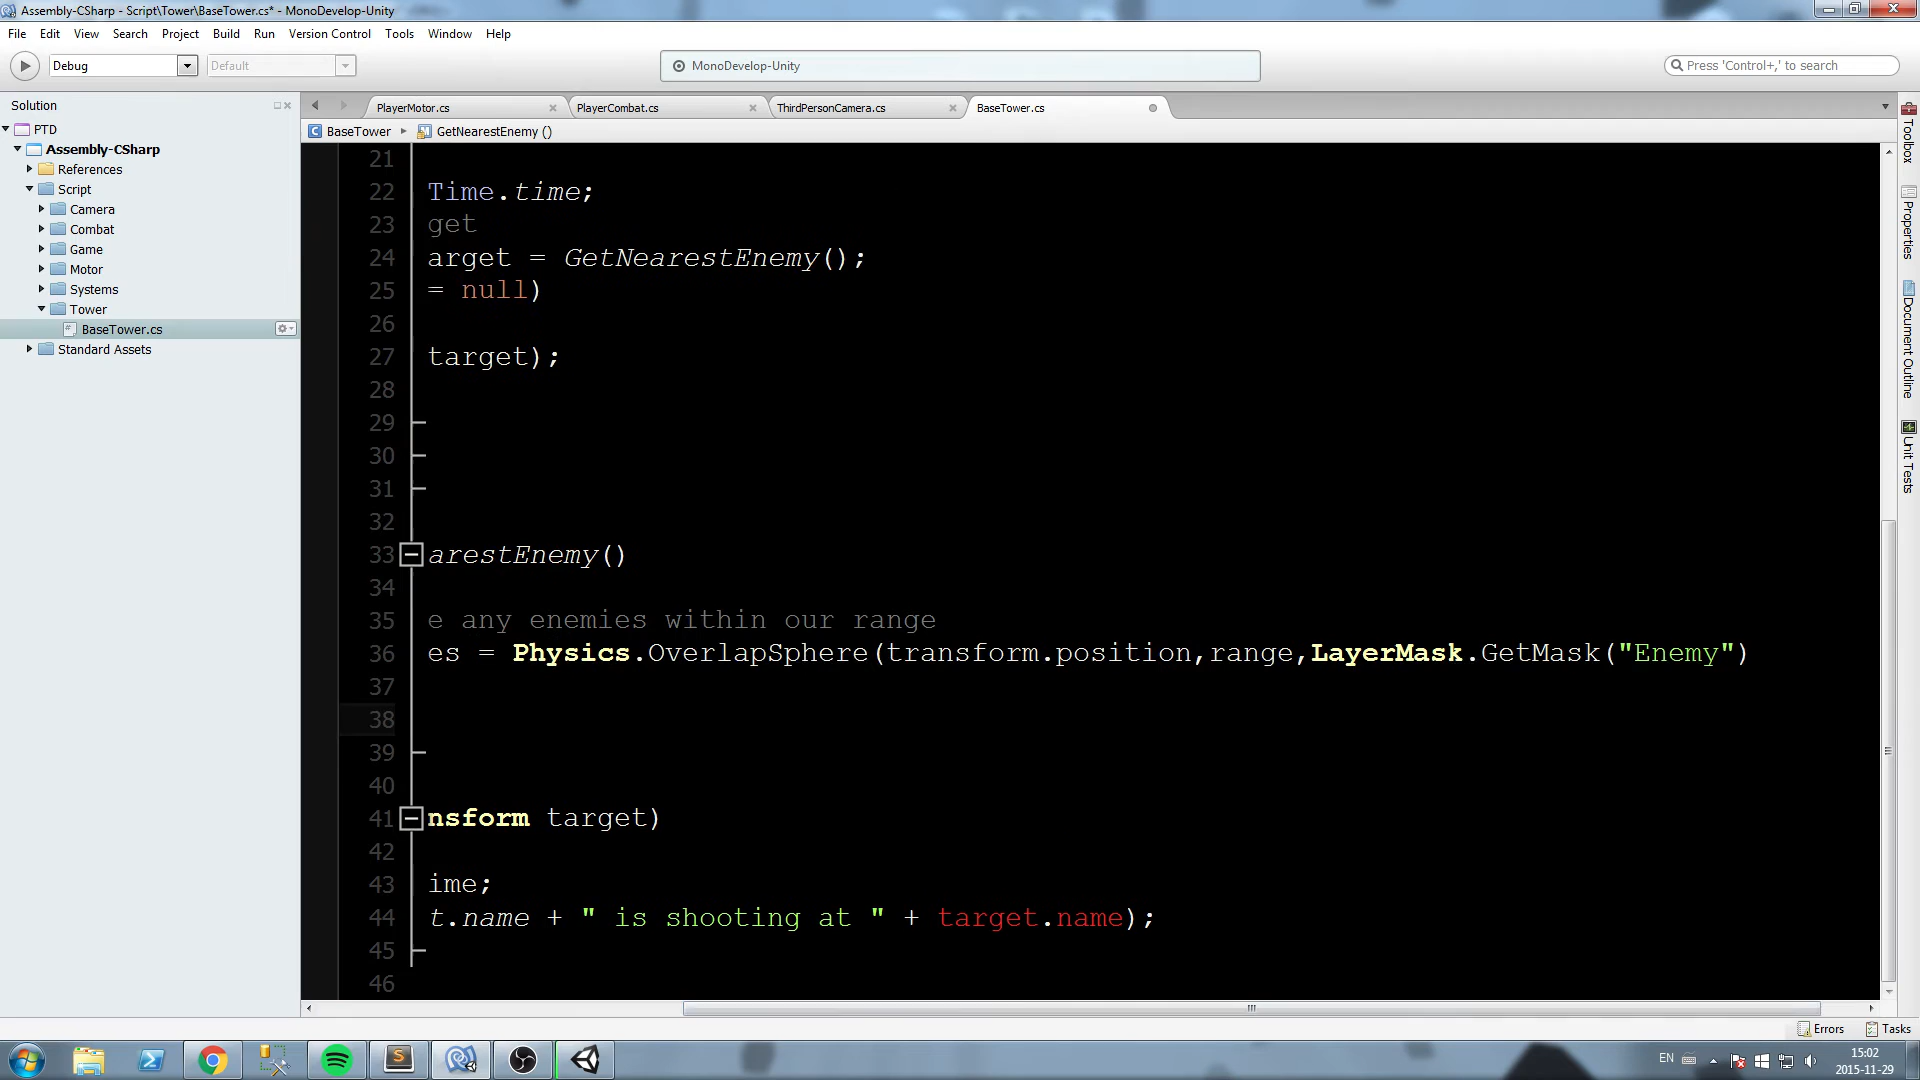 Assembly-CSharp - Script\Tower\BaseTower.cs* - MonoDevelop-Unity
File Edit View Search Project Build Run Version Control Tools Window Help
Debug Default MonoDevelop-Unity Press 'Control+,' to search
Solution
PTD
Assembly-CSharp
References
Script
Camera
Combat
Game
Motor
Systems
Tower
BaseTower.cs
Standard Assets
PlayerMotor.cs PlayerCombat.cs ThirdPersonCamera.cs BaseTower.cs
BaseTower GetNearestEnemy ()
21
22 Time.time;
23 get
24 arget = GetNearestEnemy();
25 = null)
26
27 target);
28
29
30
31
32
33 arestEnemy()
34
35 e any enemies within our range
36 es = Physics.OverlapSphere(transform.position,range,LayerMask.GetMask("Enemy")
37
38
39
40
41 nsform target)
42
43 ime;
44 t.name + " is shooting at " + target.name);
45
46
Toolbox
Properties
Document Outline
Unit Tests
Errors Tasks
EN
15:02
2015-11-29